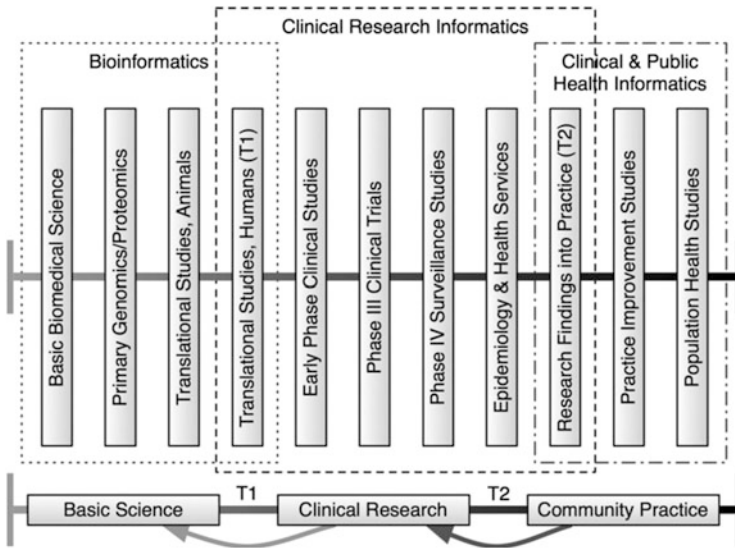 Clinical Research Informatics
Bioinformatics
Clinical & Public
Health Informatics
Basic Biomedical Science
Primary Genomics/Proteomics
Translational Studies, Animals
Translational Studies, Humans (T1)
Early Phase Clinical Studies
Phase III Clinical Trials
Phase IV Surveillance Studies
Epidemiology & Health Services
Research Findings into Practice (T2)
Practice Improvement Studies
Population Health Studies
Basic Science
T1
Clinical Research
T2
Community Practice